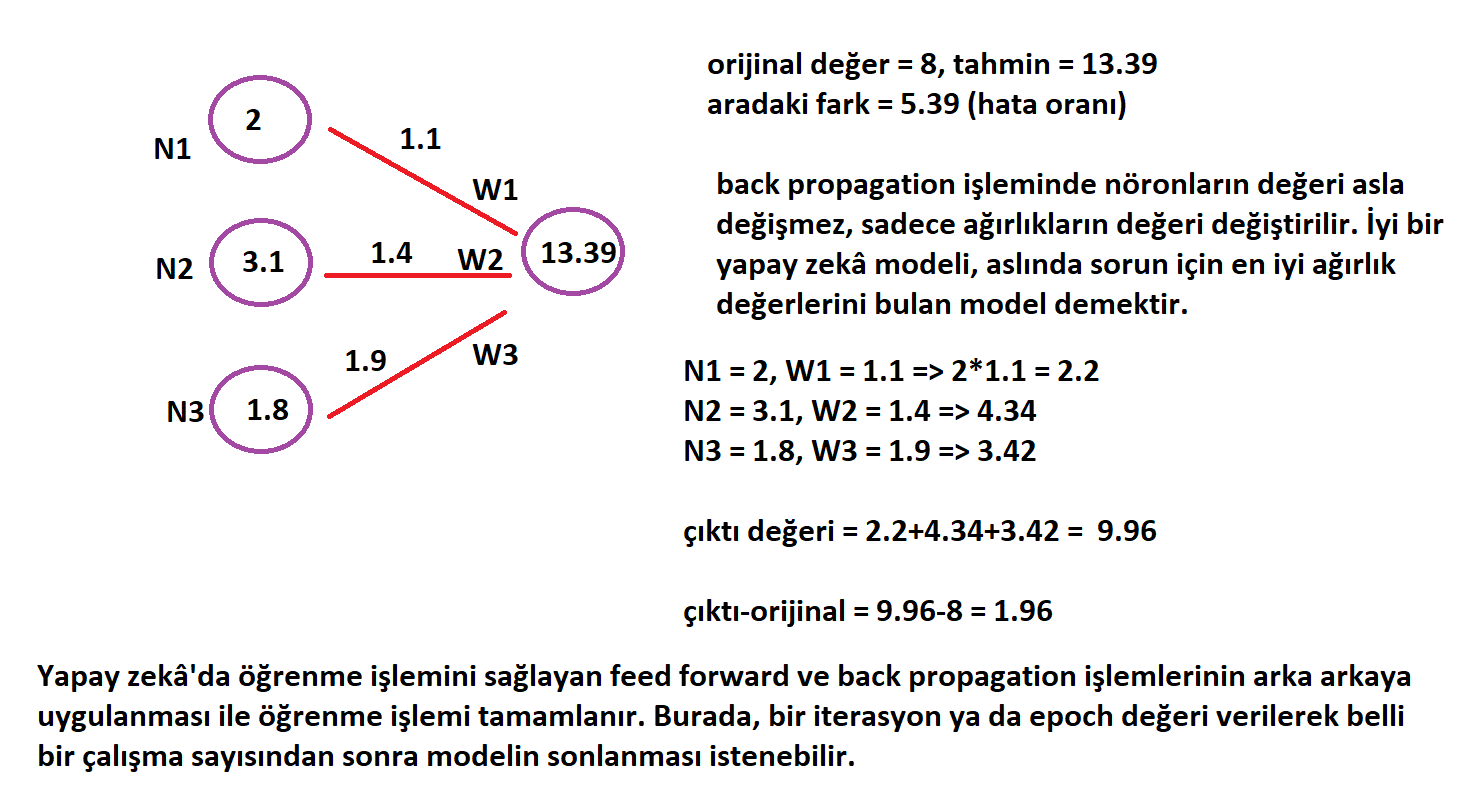 orijinal değer = 8, tahmin = 13.39
aradaki fark = 5.39 (hata oranı)
2
N1
1.1
W1
3.1
N2
1.4
W2
13.39
1.9
W3
N3
1.8
back propagation işleminde nöronların değeri asla
değişmez, sadece ağırlıkların değeri değiştirilir. İyi bir
yapay zekâ modeli, aslında sorun için en iyi ağırlık
değerlerini bulan model demektir.
N1 = 2, W1 = 1.1 => 2*1.1 = 2.2
N2 = 3.1, W2 = 1.4 => 4.34
N3 = 1.8, W3 = 1.9 => 3.42
çıktı değeri = 2.2+4.34+3.42 = 9.96
çıktı-orijinal = 9.96-8 = 1.96
Yapay zekâ'da öğrenme işlemini sağlayan feed forward ve back propagation işlemlerinin arka arkaya
uygulanması ile öğrenme işlemi tamamlanır. Burada, bir iterasyon ya da epoch değeri verilerek belli
bir çalışma sayısından sonra modelin sonlanması istenebilir.